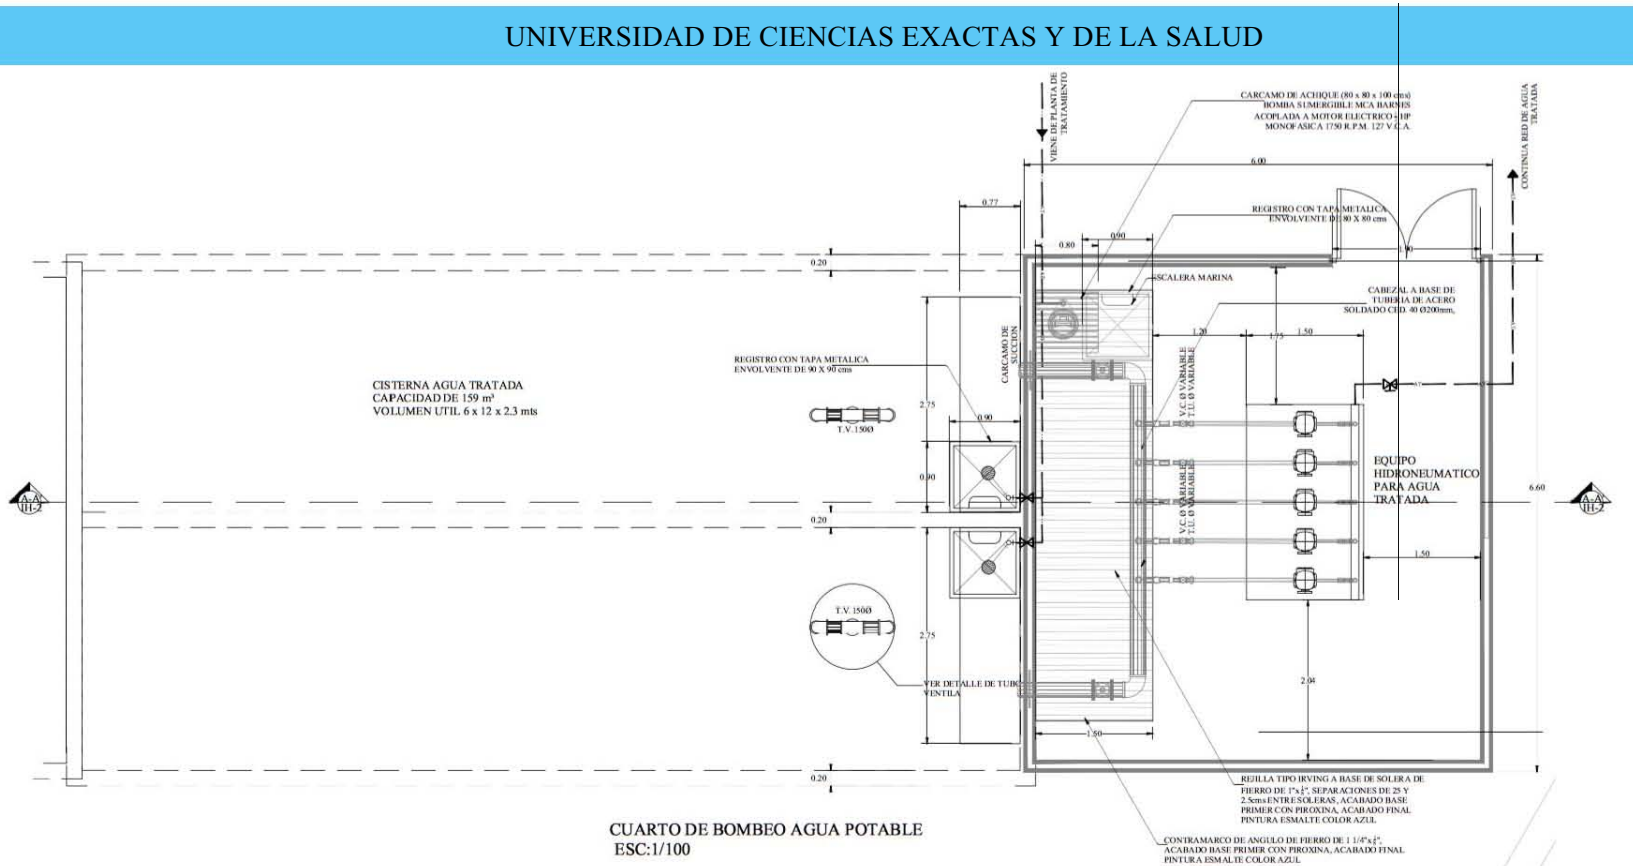 UNIVERSIDAD DE CIENCIAS EXACTAS Y DE LA SALUD
VIENE DE PLANTA DE
TRATAMIENTO
CARCAMO DE ACHIQUE (80 x 80 x 100 cms)
BOMBA SUMERGIBLE MCA BARNES
ACOPLADA A MOTOR ELECTRICO HP
MONOFASICA 1750 R.P.M. 127 V.C.A.
CONTINUA RED DE AGUA
TRATADA
6.00
0.77
REGISTRO CON TAPA METALICA
ENVOLVENTE DE 80 X 80 cms
0.90
0.80
1.90
0.20
ESCALERA MARINA
CABEZAL A BASE DE
TUBERIA DE ACERO
SOLDADO CED. 40 Ø200mm,
CARCAMO DE
SUCCION
1.20
1.75
1.50
REGISTRO CON TAPA METALICA
ENVOLVENTE DE 90 X 90 cms
CISTERNA AGUA TRATADA
CAPACIDAD DE 159 m³
VOLUMEN UTIL 6 x 12 x 2.3 mts
V.C. Ø VARIABLE
T.U. Ø VARIABLE
2.75
0.90
T.V. 150Ø
EQUIPO
HIDRONEUMATICO
PARA AGUA
TRATADA
0.90
V.C. Ø VARIABLE
T.U. Ø VARIABLES
6.60
A-A'
IH-2
A-A'
IH-2
0.20
1.50
T.V. 150Ø
2.75
VER DETALLE DE TUBO
VENTILA
2.04
1.50
0.20
REJILLA TIPO IRVING A BASE DE SOLERA DE
FIERRO DE 1"x", SEPARACIONES DE 25 Y
2.5cms ENTRE SOLERAS, ACABADO BASE
PRIMER CON PIROXINA, ACABADO FINAL
PINTURA ESMALTE COLOR AZUL
CUARTO DE BOMBEO AGUA POTABLE
ESC:1/100
CONTRAMARCO DE ANGULO DE FIERRO DE 1 1/4"x",
ACABADO BASE PRIMER CON PIROXINA, ACABADO FINAL
PINTURA ESMALTE COLOR AZUL